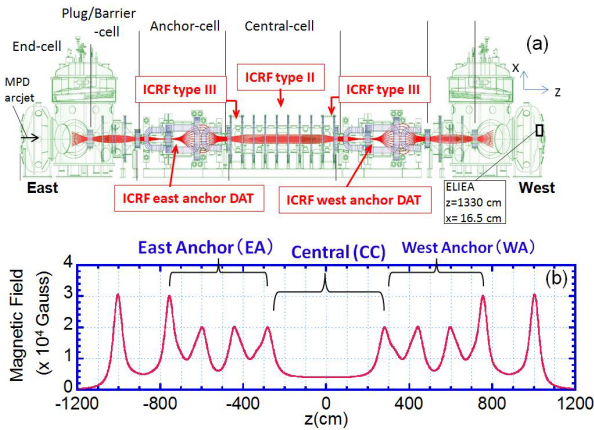 Plug/Barrier
-cell
Anchor-cell
Central-cell
End-cell
(a)
MPD
arcjet
ICRF type III
ICRF type II
ICRF type III
X
Z
East
West
ICRF east anchor DAT
ICRF west anchor DAT
ELIEA
z=1330 cm
x= 16.5 cm
East Anchor (EA)
Central (CC)
West Anchor (WA)
(b)
Magnetic Field
(x 10⁴ Gauss)
4
3
2
1
0
-1200
-800
-400
0
400
800
1200
z(cm)